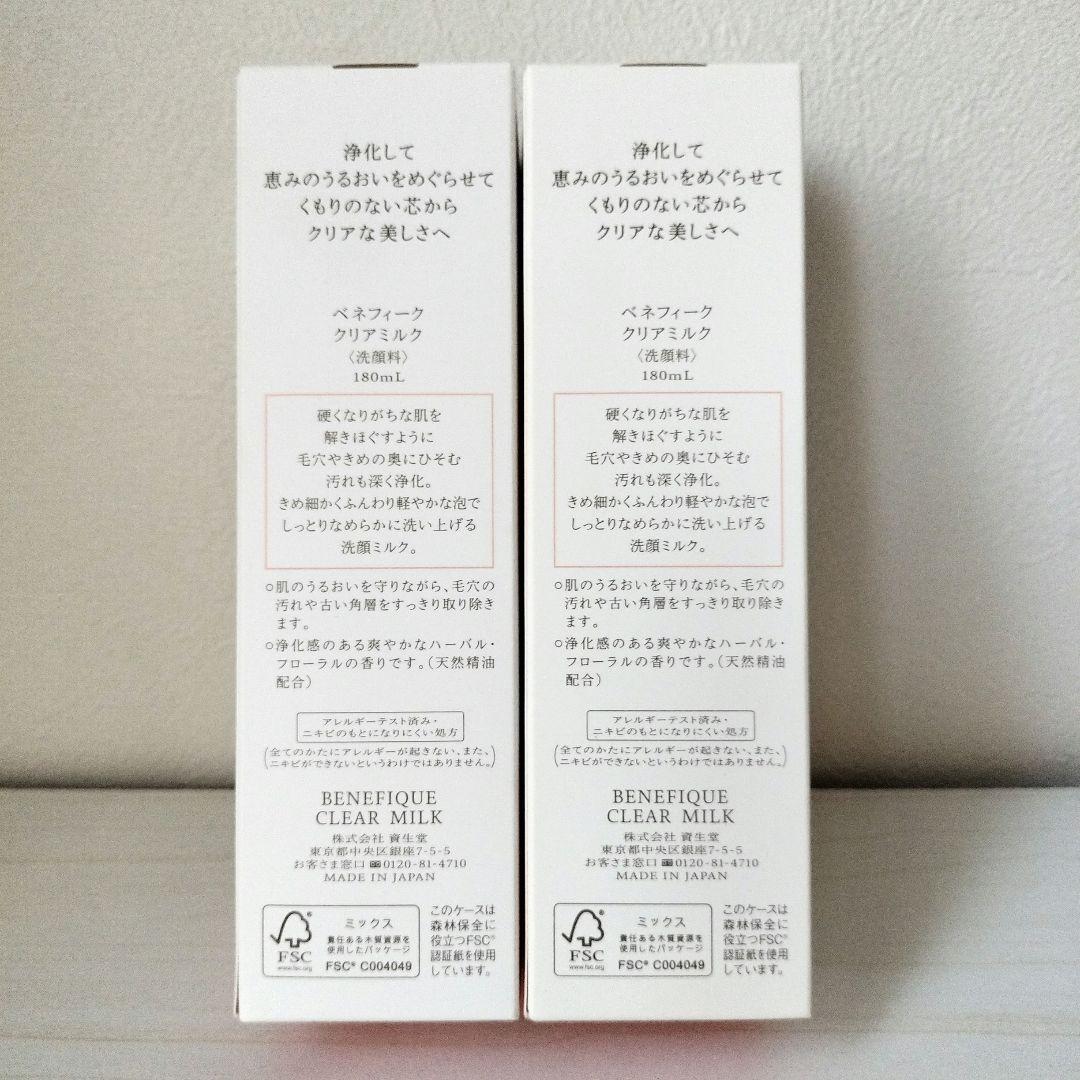 浄化して
恵みのうるおいをめぐらせて
くもりのない芯から
クリアな美しさへ
ベネフィーク
クリアミルク
〈洗顔料〉
180mL
硬くなりがちな肌を
解きほぐすように
毛穴やきめの奥にひそむ
汚れも深く浄化。
きめ細かくふんわり軽やかな泡で
しっとりなめらかに洗い上げる
洗顔ミルク。
○肌のうるおいを守りながら、毛穴の
汚れや古い角層をすっきり取り除き
ます。
○浄化感のある爽やかなハーバル・
フローラルの香りです。（天然精油
配合）
アレルギーテスト済み・
ニキビのもとになりにくい処方
（全てのかたにアレルギーが起きない、また、
ニキビができないというわけではありません。）
BENEFIQUE
CLEAR MILK
株式会社 資生堂
東京都中央区銀座7-5-5
お客さま窓口 0120-81-4710
MADE IN JAPAN
FSC®
www.fsc.org
ミックス
責任ある木質資源を
使用したパッケージ
FSC® C004049
このケースは
森林保全に
役立つFSC®
認証紙を使用
しています。
浄化して
恵みのうるおいをめぐらせて
くもりのない芯から
クリアな美しさへ
ベネフィーク
クリアミルク
〈洗顔料〉
180mL
硬くなりがちな肌を
解きほぐすように
毛穴やきめの奥にひそむ
汚れも深く浄化。
きめ細かくふんわり軽やかな泡で
しっとりなめらかに洗い上げる
洗顔ミルク。
○肌のうるおいを守りながら、毛穴の
汚れや古い角層をすっきり取り除き
ます。
○浄化感のある爽やかなハーバル・
フローラルの香りです。（天然精油
配合）
アレルギーテスト済み・
ニキビのもとになりにくい処方
（全てのかたにアレルギーが起きない、また、
ニキビができないというわけではありません。）
BENEFIQUE
CLEAR MILK
株式会社 資生堂
東京都中央区銀座7-5-5
お客さま窓口 0120-81-4710
MADE IN JAPAN
FSC®
www.fsc.org
ミックス
責任ある木質資源を
使用したパッケージ
FSC® C004049
このケースは
森林保全に
役立つFSC®
認証紙を使用
しています。